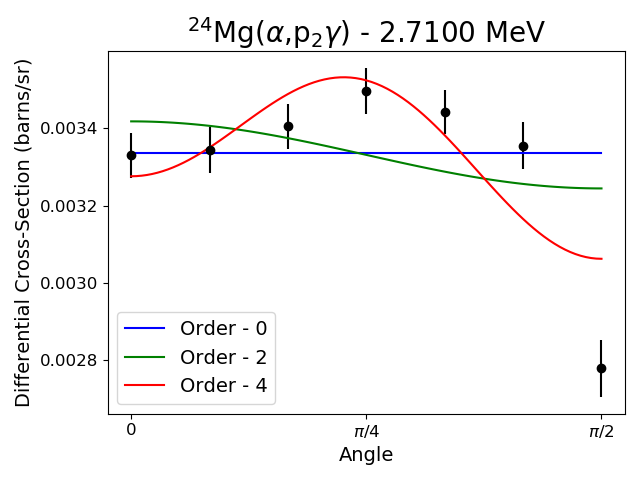 ²⁴Mg(α,p₂γ) - 2.7100 MeV
Differential Cross-Section (barns/sr)
0.0034
0.0032
0.0030
0.0028
Order - 0
Order - 2
Order - 4
0
π/4
π/2
Angle